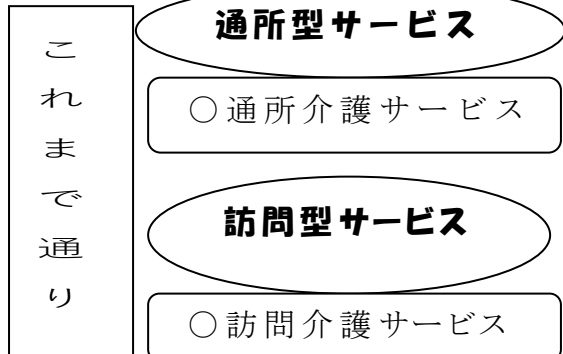 これまで通り
通所型サービス
○通所介護サービス
訪問型サービス
○訪問介護サービス